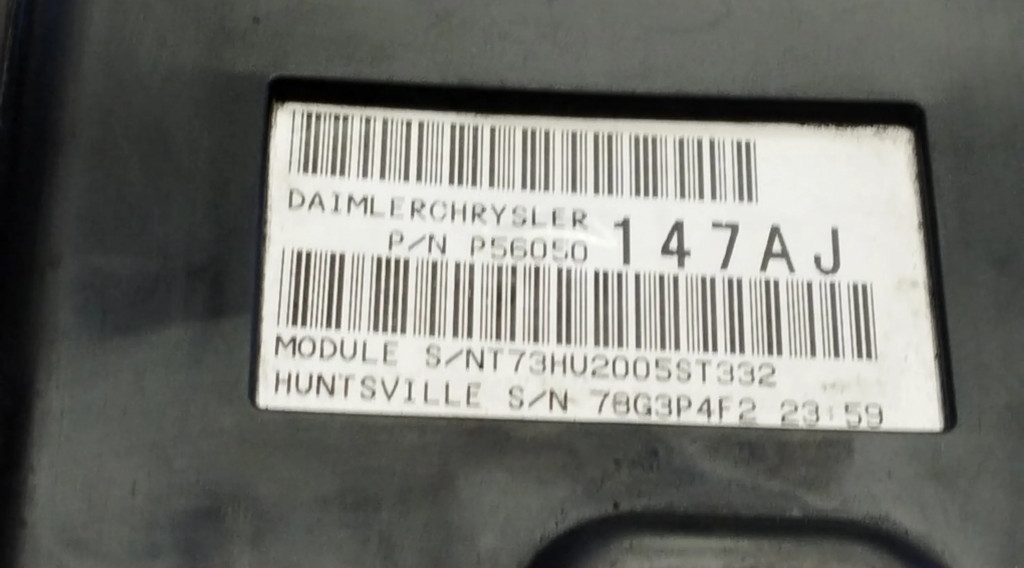 DAIMLERCHRYSLER
P/N P56050 147AJ
MODULE S/NT73HU2005ST332
HUNTSVILLE S/N 78G3P4F2 23:59